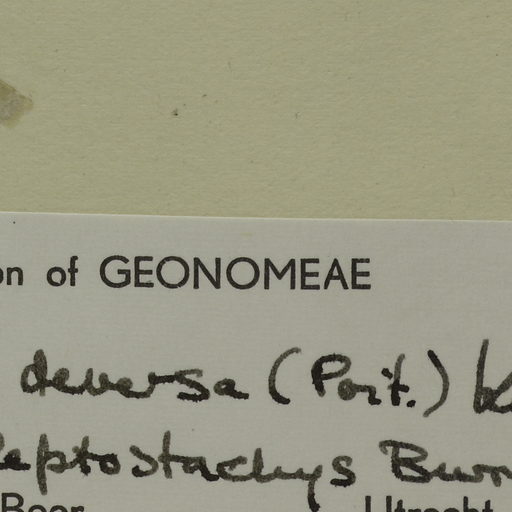 on of GEONOMEAE
deversa (Poit.) K
leptostachys Burr
Boer Utrecht